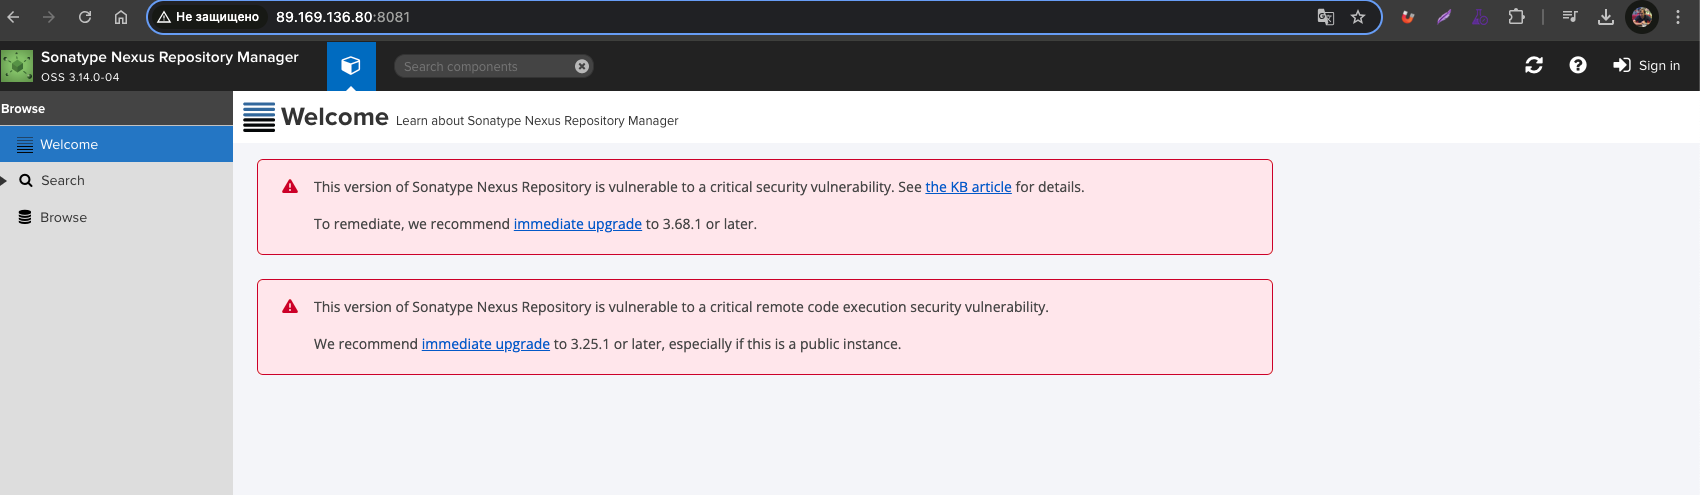 Не защищено 89.169.136.80:8081
Sonatype Nexus Repository Manager
OSS 3.14.0-04
Search components
Sign in
Browse
Welcome
Search
Browse
Welcome Learn about Sonatype Nexus Repository Manager
This version of Sonatype Nexus Repository is vulnerable to a critical security vulnerability. See the KB article for details.
To remediate, we recommend immediate upgrade to 3.68.1 or later.
This version of Sonatype Nexus Repository is vulnerable to a critical remote code execution security vulnerability.
We recommend immediate upgrade to 3.25.1 or later, especially if this is a public instance.